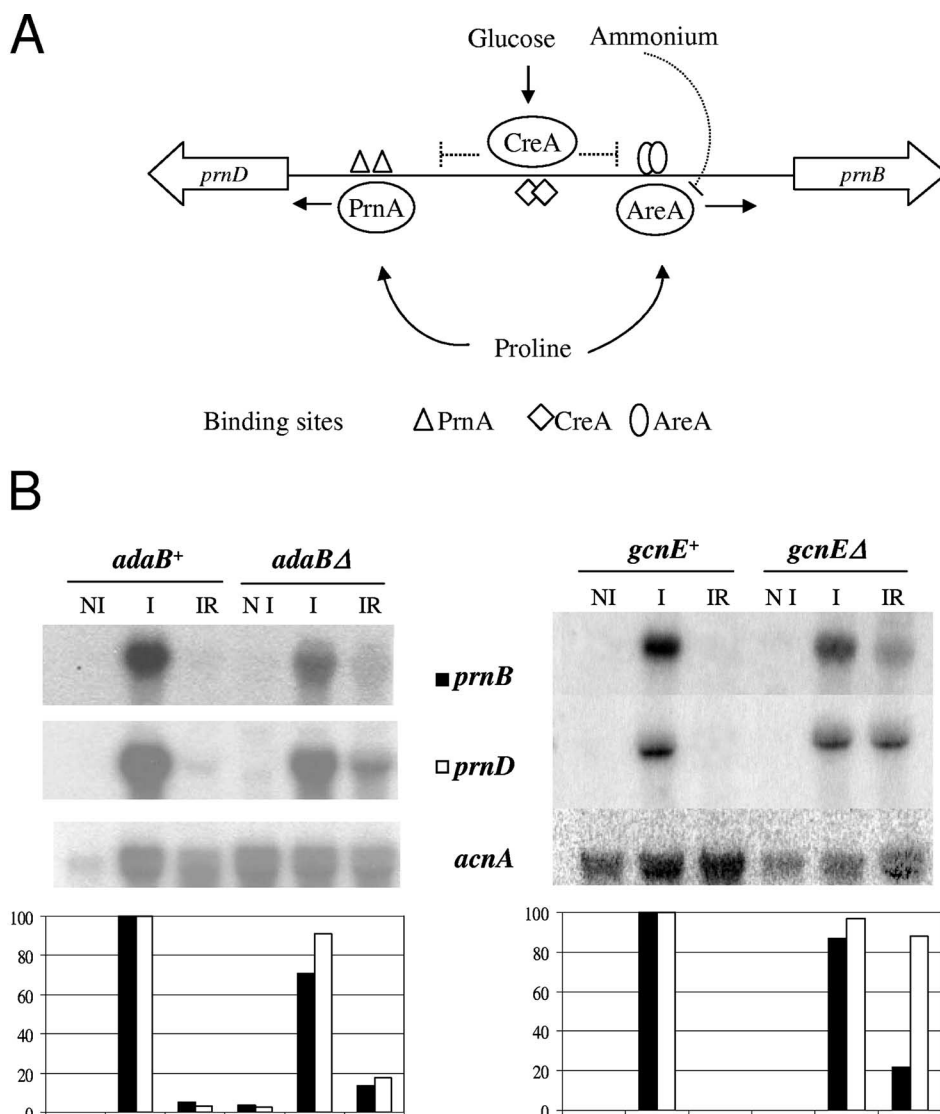 A
Glucose Ammonium
CreA
prnD prnB
PrnA AreA
Proline
Binding sites PrnA CreA AreA
B
adaB+ adaBΔ gcnE+ gcnEΔ
NI I IR N I I IR NI I IR N I I IR
prnB
prnD
acnA
100 100
80 80
60 60
40 40
20 20
0 0